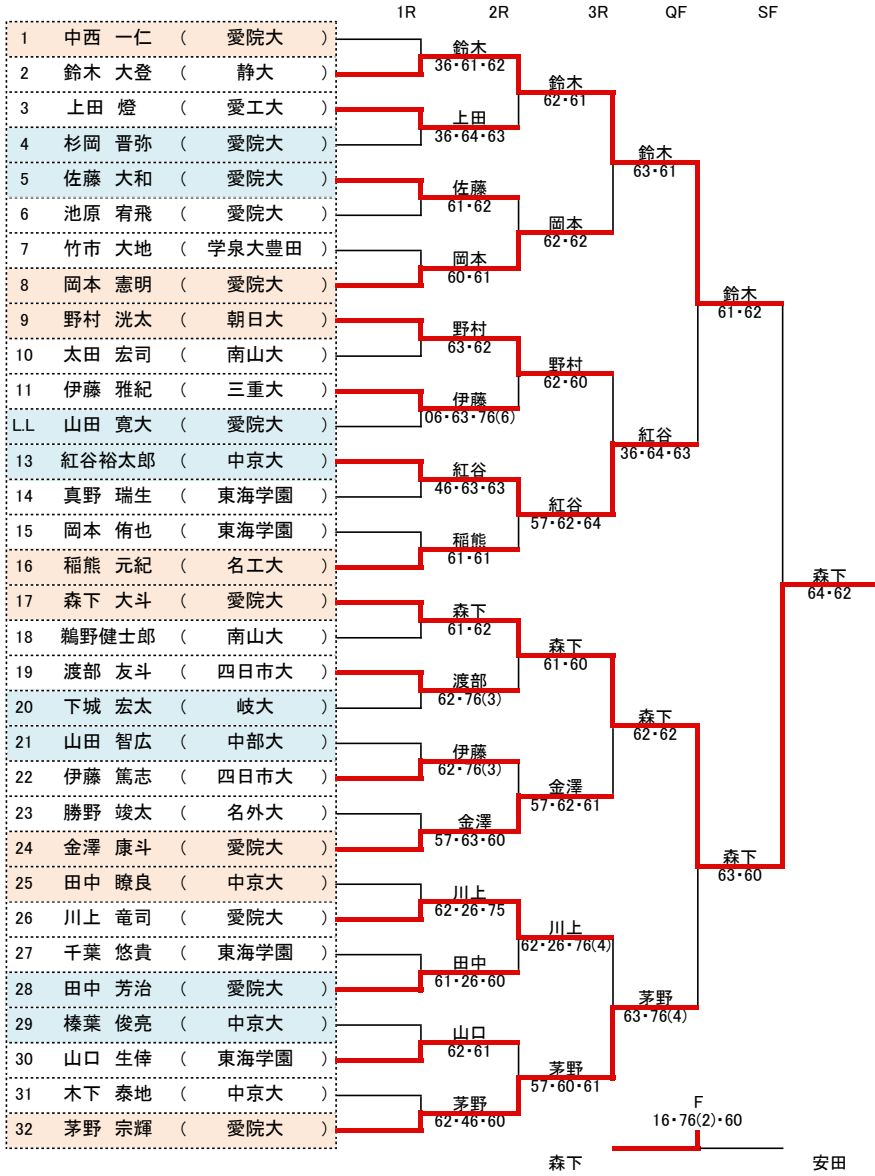 1R 2R 3R QF SF
1 中西 一仁 ( 愛院大 )
2 鈴木 大登 ( 静大 )
3 上田 燈 ( 愛工大 )
4 杉岡 晋弥 ( 愛院大 )
5 佐藤 大和 ( 愛院大 )
6 池原 宥飛 ( 愛院大 )
7 竹市 大地 ( 学泉大豊田 )
8 岡本 憲明 ( 愛院大 )
9 野村 洸太 ( 朝日大 )
10 太田 宏司 ( 南山大 )
11 伊藤 雅紀 ( 三重大 )
L.L 山田 寛大 ( 愛院大 )
13 紅谷裕太郎 ( 中京大 )
14 真野 瑞生 ( 東海学園 )
15 岡本 侑也 ( 東海学園 )
16 稲熊 元紀 ( 名工大 )
17 森下 大斗 ( 愛院大 )
18 鵜野健士郎 ( 南山大 )
19 渡部 友斗 ( 四日市大 )
20 下城 宏太 ( 岐大 )
21 山田 智広 ( 中部大 )
22 伊藤 篤志 ( 四日市大 )
23 勝野 竣太 ( 名外大 )
24 金澤 康斗 ( 愛院大 )
25 田中 瞭良 ( 中京大 )
26 川上 竜司 ( 愛院大 )
27 千葉 悠貴 ( 東海学園 )
28 田中 芳治 ( 愛院大 )
29 榛葉 俊亮 ( 中京大 )
30 山口 生倖 ( 東海学園 )
31 木下 泰地 ( 中京大 )
32 茅野 宗輝 ( 愛院大 )
鈴木
36・61・62
上田
36・64・63
佐藤
61・62
岡本
60・61
野村
63・62
伊藤
06・63・76(6)
紅谷
46・63・63
稲熊
61・61
森下
61・62
渡部
62・76(3)
伊藤
62・76(3)
金澤
57・63・60
川上
62・26・75
田中
61・26・60
山口
62・61
茅野
62・46・60
鈴木
62・61
岡本
62・62
野村
62・60
紅谷
57・62・64
森下
61・60
金澤
57・62・61
川上
62・26・76(4)
茅野
57・60・61
鈴木
63・61
紅谷
36・64・63
森下
62・62
茅野
63・76(4)
鈴木
61・62
森下
63・60
森下
64・62
F
16・76(2)・60
森下 安田